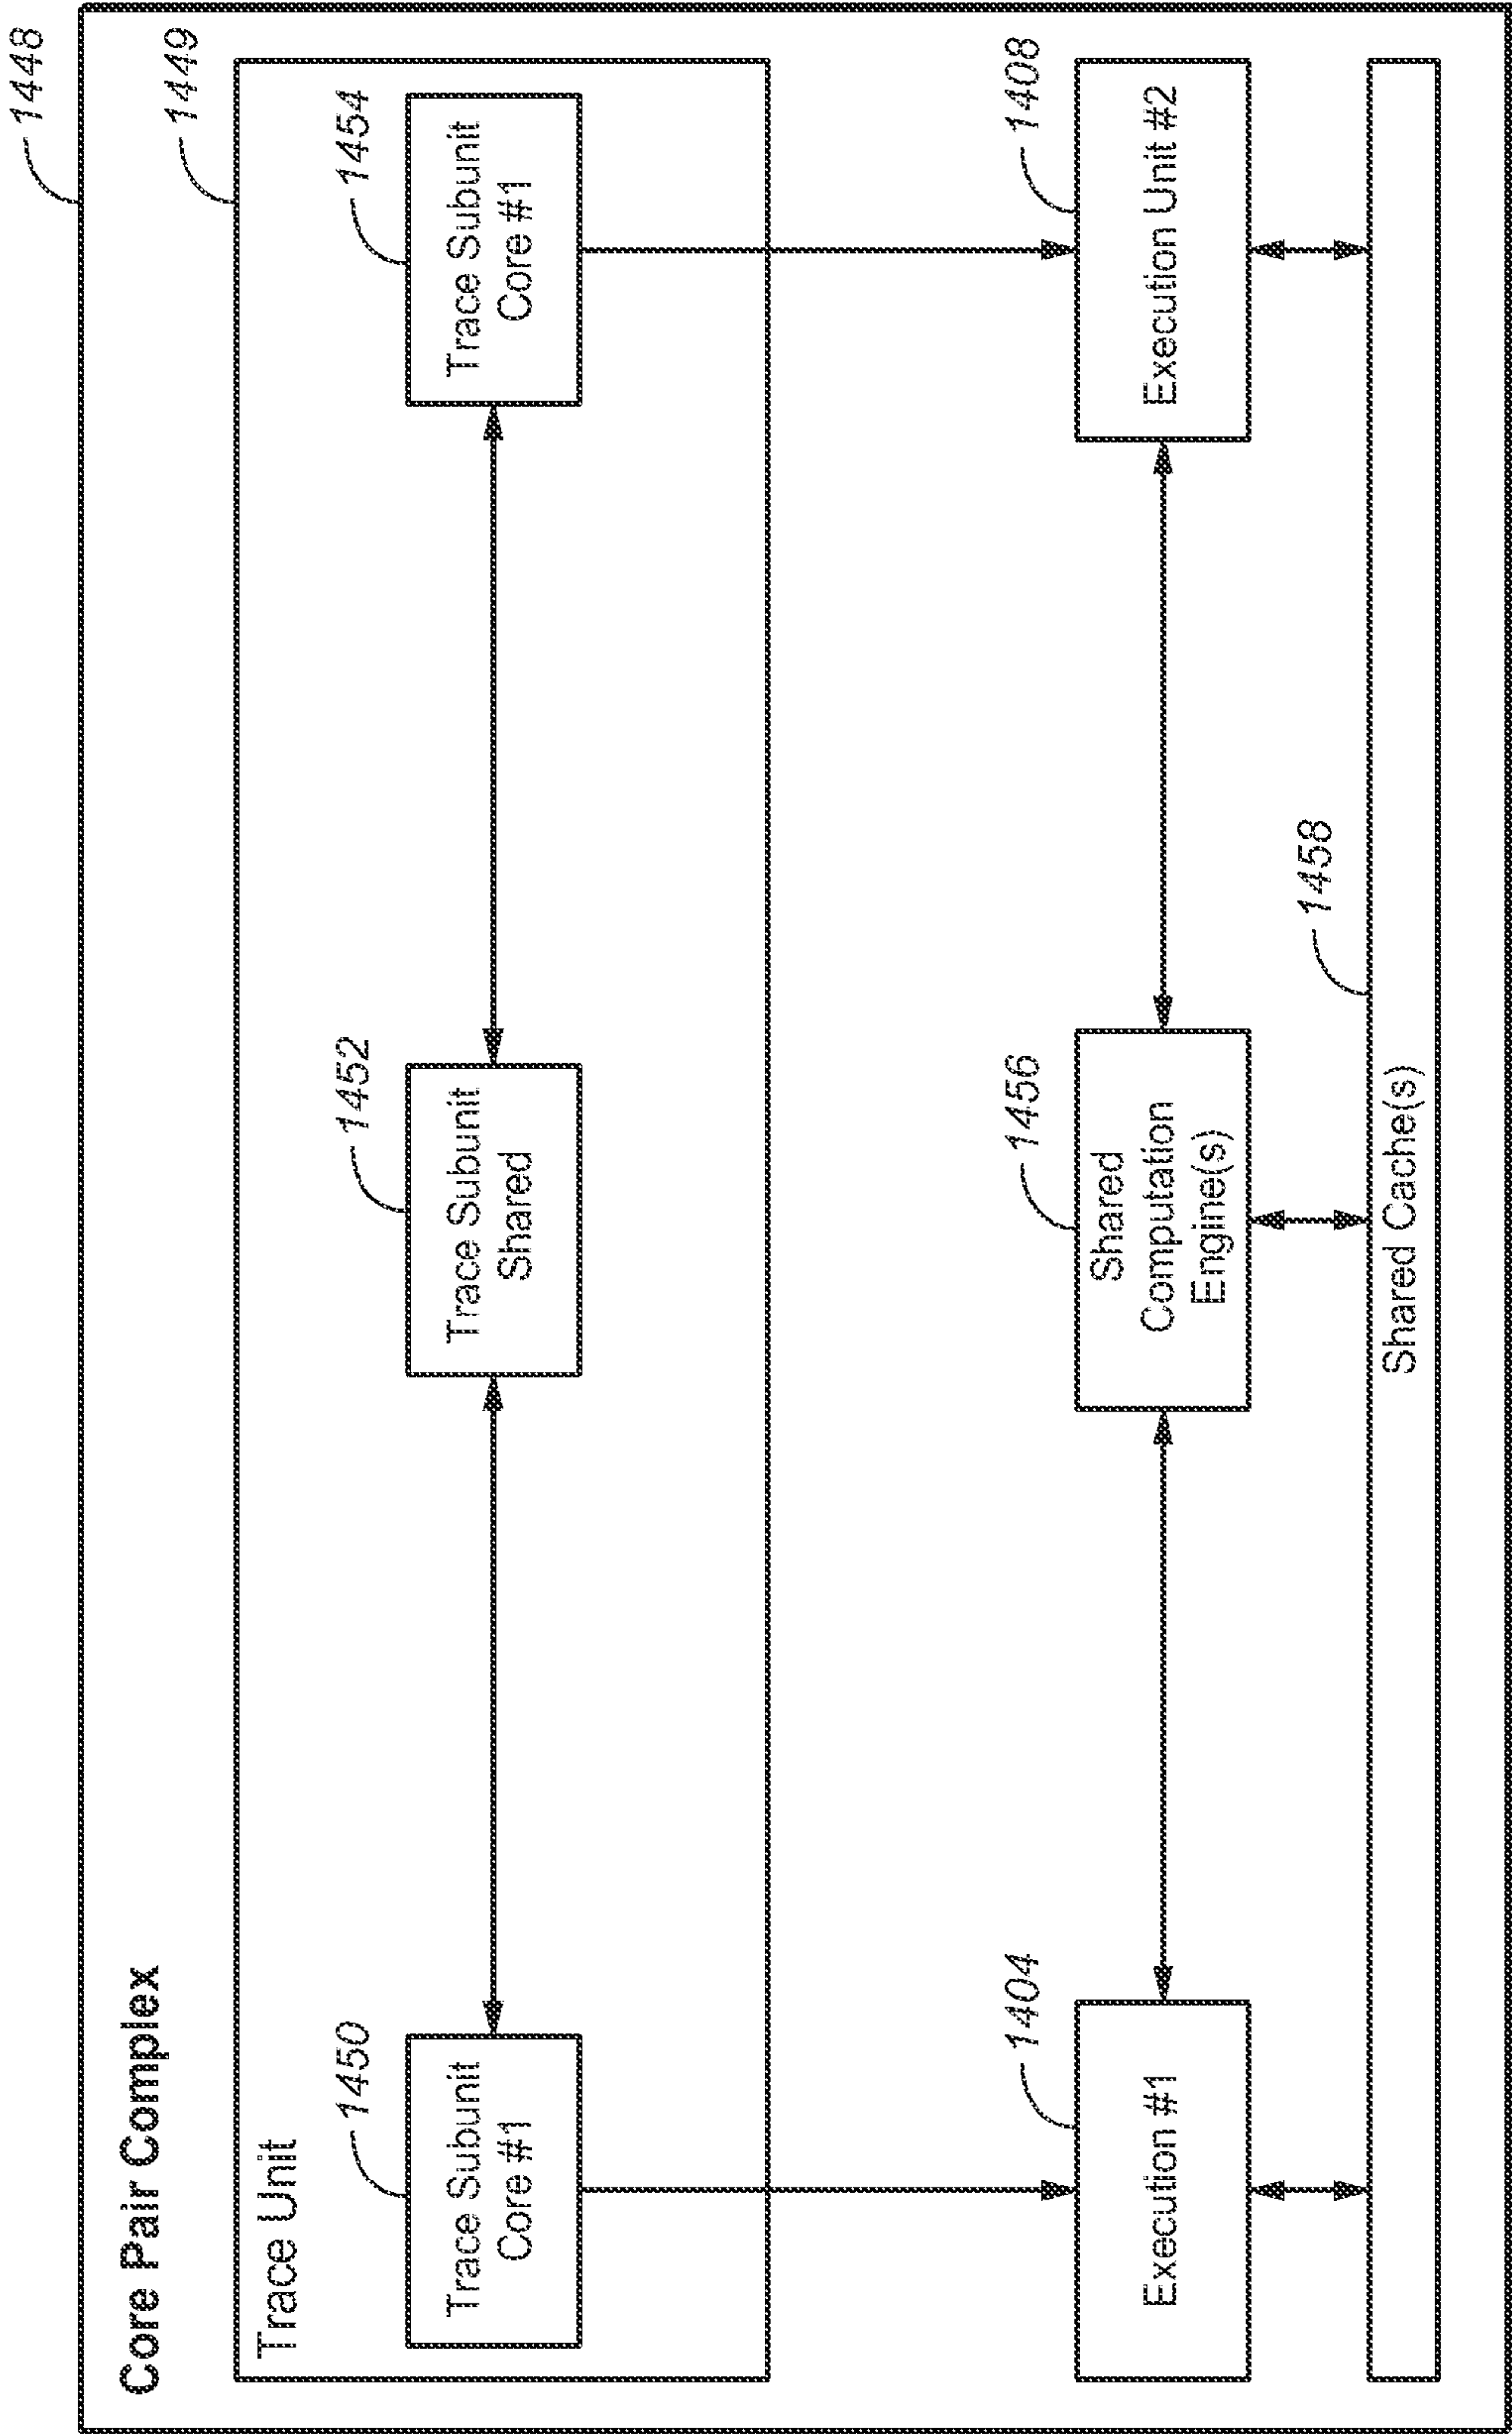 1448
Core Pair Complex
1449
Trace Unit
1450
1452
1454
Trace Subunit
Core #1
Trace Subunit
Shared
Trace Subunit
Core #1
1404
1456
1408
Execution #1
Shared
Computation
Engine(s)
Execution Unit #2
1458
Shared Cache(s)